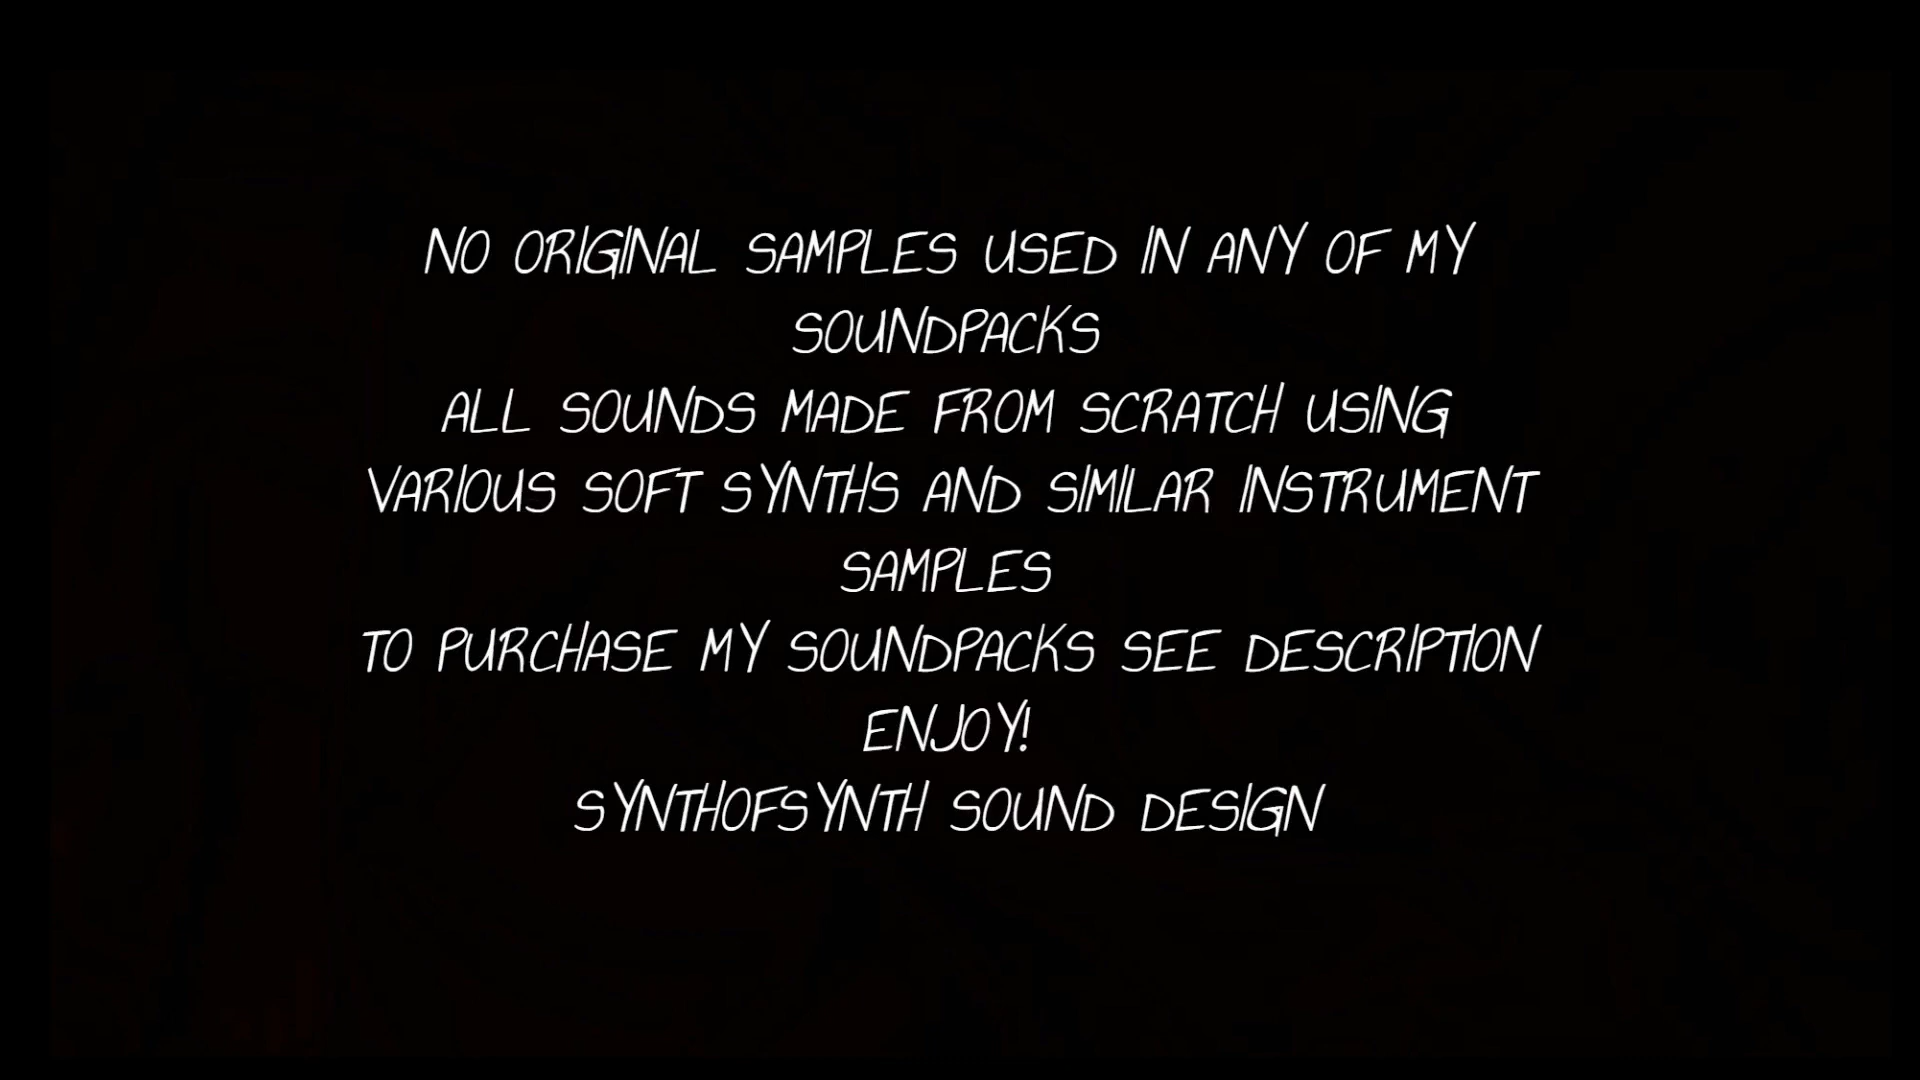 NO ORIGINAL SAMPLES USED IN ANY OF MY
SOUNDPACKS
ALL SOUNDS MADE FROM SCRATCH USING
VARIOUS SOFT SYNTHS AND SIMILAR INSTRUMENT
SAMPLES
TO PURCHASE MY SOUNDPACKS SEE DESCRIPTION
ENJOY!
SYNTHOFSYNTH SOUND DESIGN